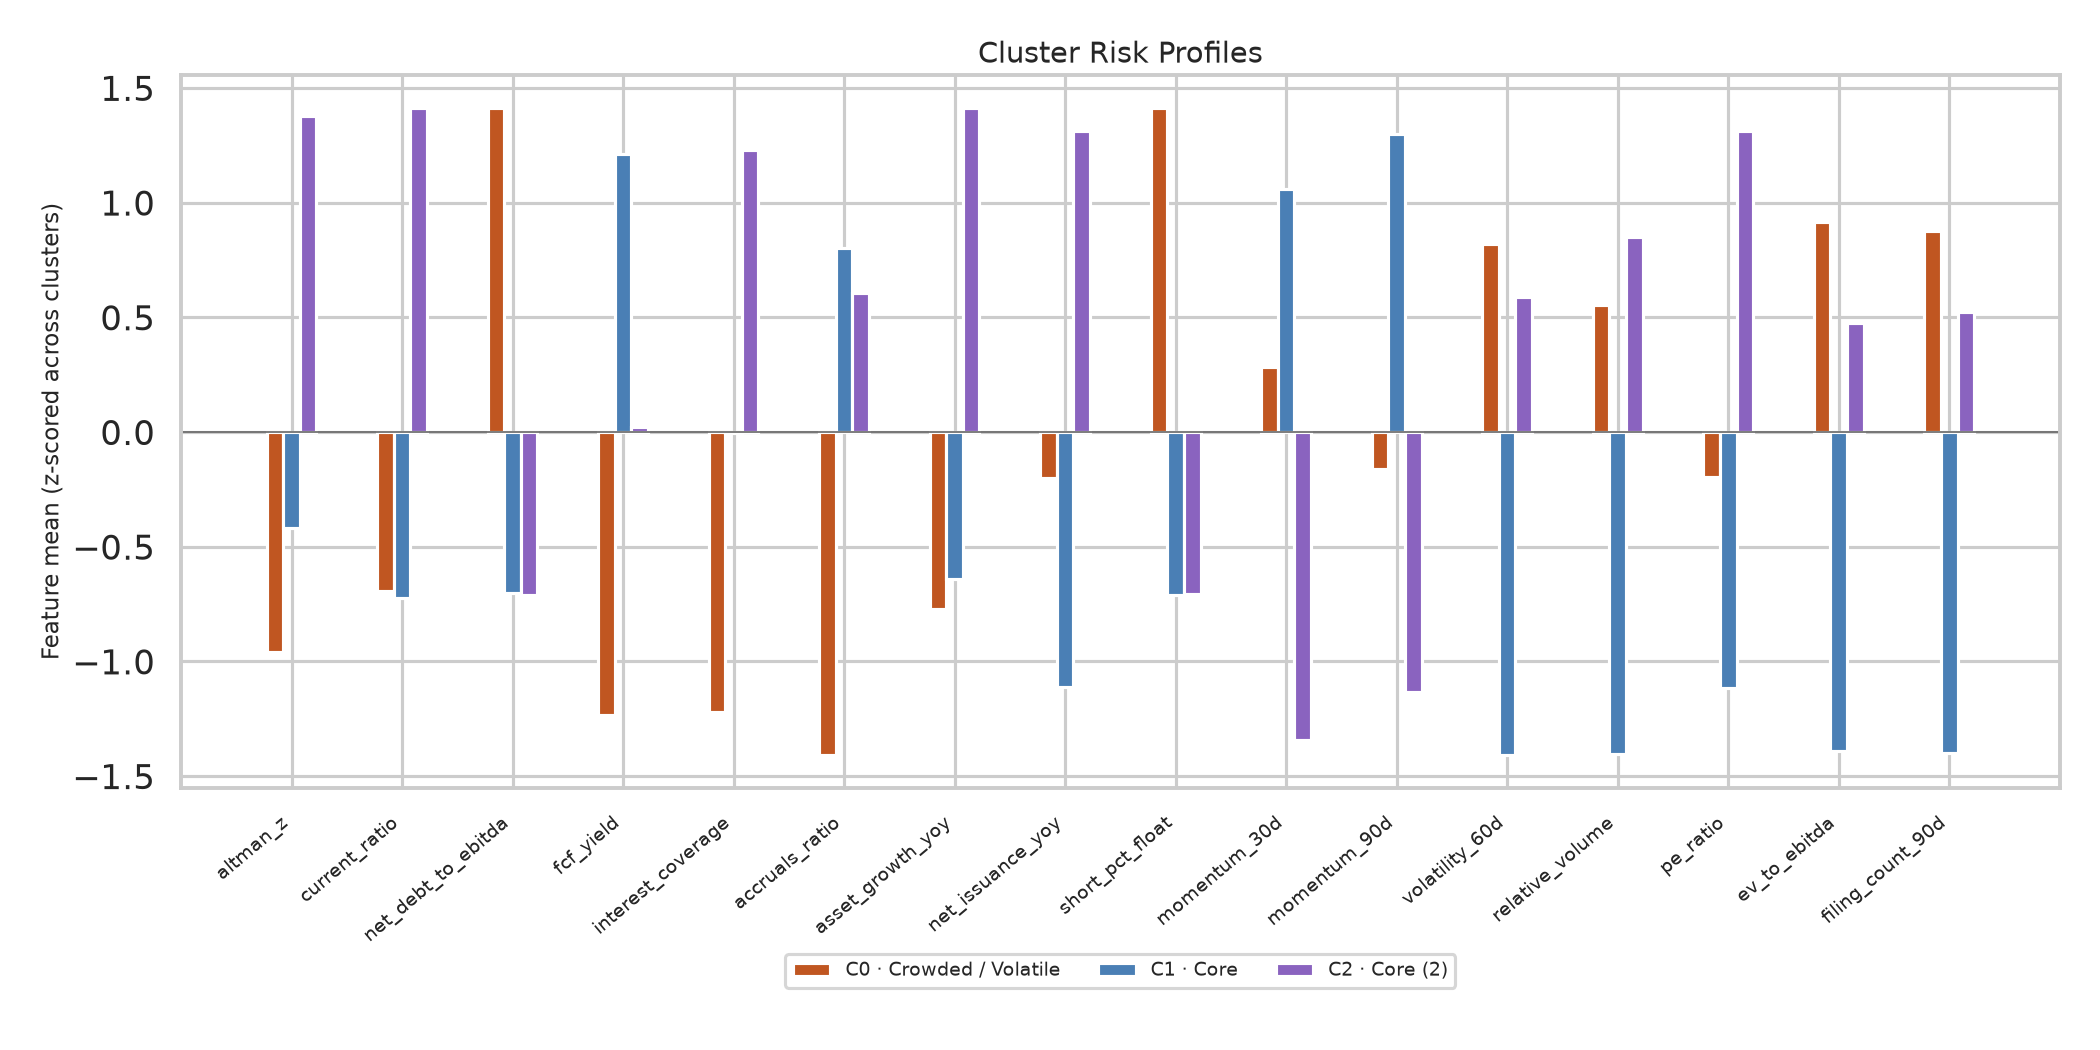 Cluster Risk Profiles
Feature mean (z-scored across clusters)
1.5
1.0
0.5
0.0
−0.5
−1.0
−1.5
altman_z
current_ratio
net_debt_to_ebitda
fcf_yield
interest_coverage
accruals_ratio
asset_growth_yoy
net_issuance_yoy
short_pct_float
momentum_30d
momentum_90d
volatility_60d
relative_volume
pe_ratio
ev_to_ebitda
filing_count_90d
C0 · Crowded / Volatile
C1 · Core
C2 · Core (2)